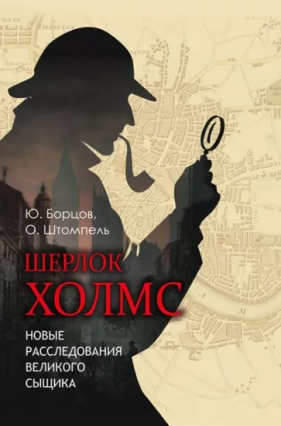 Ю. Борцов,
О. Штомпель
ШЕРЛОК
ХОЛМС
НОВЫЕ
РАССЛЕДОВАНИЯ
ВЕЛИКОГО
СЫЩИКА